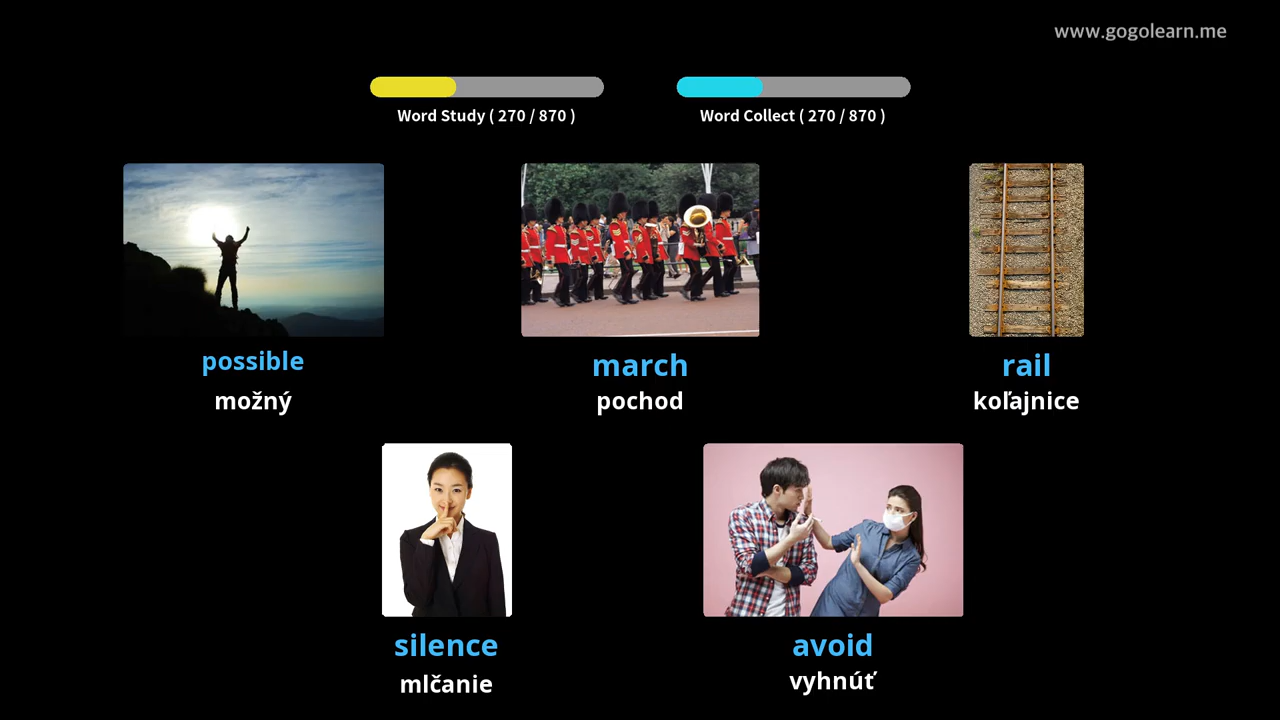 www.gogolearn.me
Word Study ( 270 / 870 )
Word Collect ( 270 / 870 )
possible
možný
march
pochod
rail
koľajnice
silence
mlčanie
avoid
vyhnúť